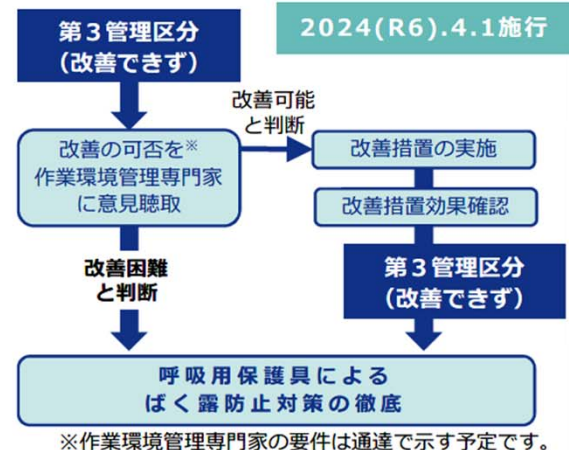 2024(R6).4.1施行
第3管理区分
(改善できず)
改善可能
と判断
改善の可否を※
作業環境管理専門家
に意見聴取
改善措置の実施
改善措置効果確認
改善困難
と判断
第3管理区分
(改善できず)
呼吸用保護具による
ばく露防止対策の徹底
※作業環境管理専門家の要件は通達で示す予定です。